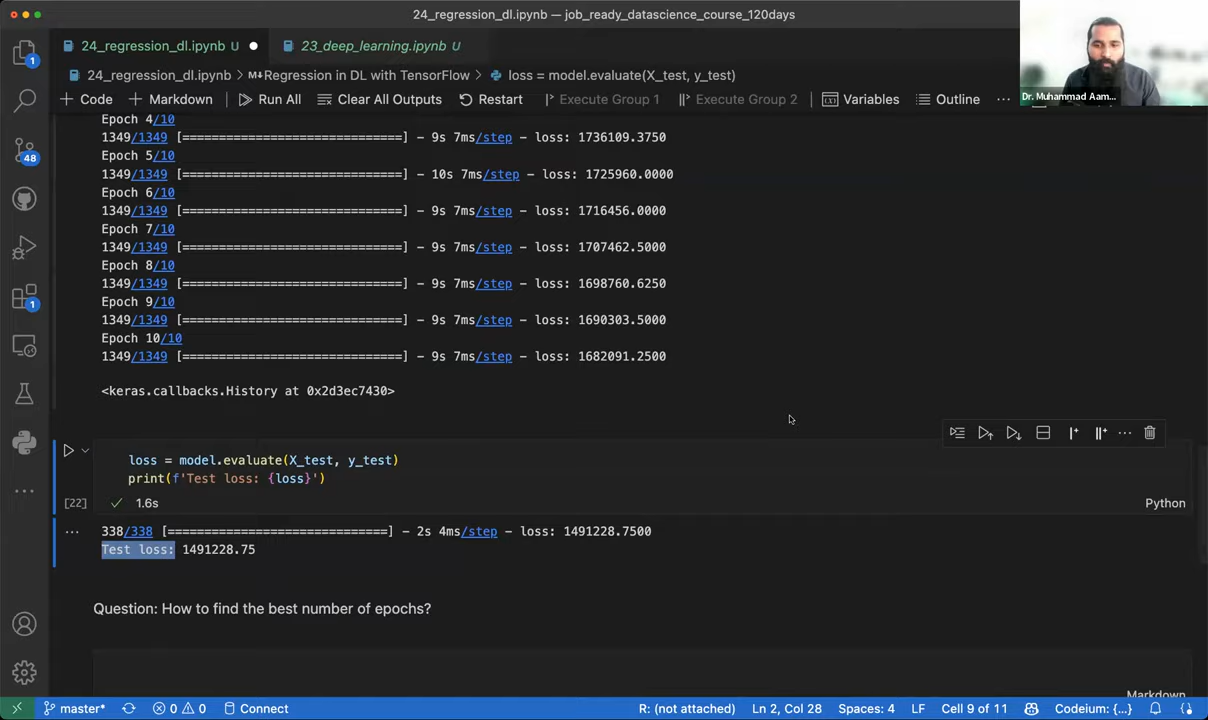 24_regression_dl.ipynb — job_ready_datascience_course_120days
24_regression_dl.ipynb U
23_deep_learning.ipynb U
24_regression_dl.ipynb > M↓Regression in DL with TensorFlow > loss = model.evaluate(X_test, y_test)
+ Code + Markdown Run All Clear All Outputs Restart Execute Group 1 Execute Group 2 Variables Outline ...
Dr. Muhammad Aam...
Epoch 4/10
1349/1349 [==============================] - 9s 7ms/step - loss: 1736109.3750
Epoch 5/10
1349/1349 [==============================] - 10s 7ms/step - loss: 1725960.0000
Epoch 6/10
1349/1349 [==============================] - 9s 7ms/step - loss: 1716456.0000
Epoch 7/10
1349/1349 [==============================] - 9s 7ms/step - loss: 1707462.5000
Epoch 8/10
1349/1349 [==============================] - 9s 7ms/step - loss: 1698760.6250
Epoch 9/10
1349/1349 [==============================] - 9s 7ms/step - loss: 1690303.5000
Epoch 10/10
1349/1349 [==============================] - 9s 7ms/step - loss: 1682091.2500
<keras.callbacks.History at 0x2d3ec7430>
loss = model.evaluate(X_test, y_test)
print(f'Test loss: {loss}')
[22] 1.6s Python
338/338 [==============================] - 2s 4ms/step - loss: 1491228.7500
Test loss: 1491228.75
Question: How to find the best number of epochs?
Markdown
1
48
1
master* 0 0 Connect R: (not attached) Ln 2, Col 28 Spaces: 4 LF Cell 9 of 11 Codeium: {...}